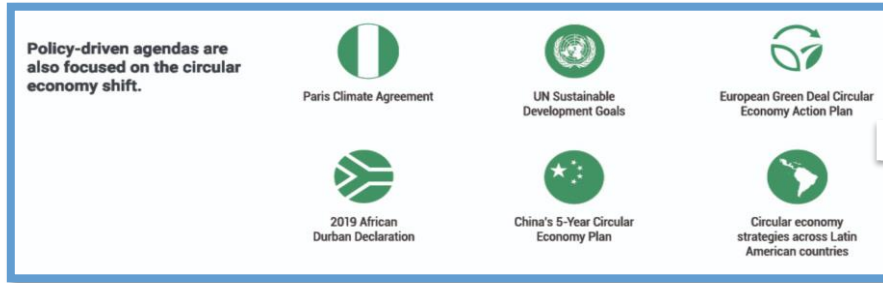 Policy-driven agendas are
also focused on the circular
economy shift.
Paris Climate Agreement
UN Sustainable
Development Goals
European Green Deal Circular
Economy Action Plan
2019 African
Durban Declaration
China's 5-Year Circular
Economy Plan
Circular economy
strategies across Latin
American countries